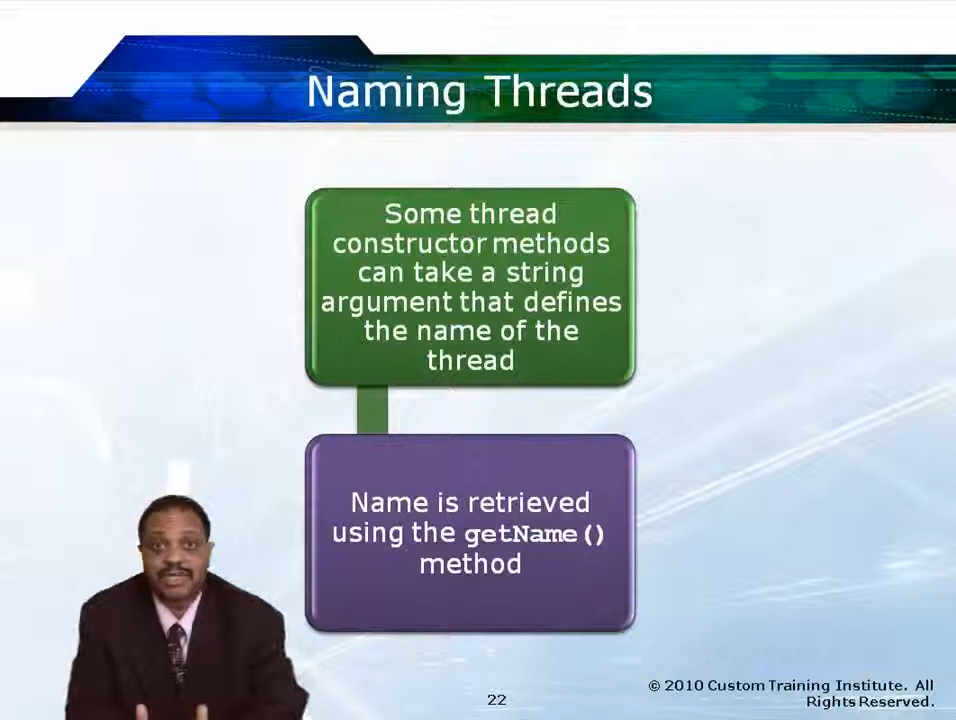 Naming Threads
Some thread
constructor methods
can take a string
argument that defines
the name of the
thread
Name is retrieved
using the getName()
method
22
© 2010 Custom Training Institute. All
Rights Reserved.